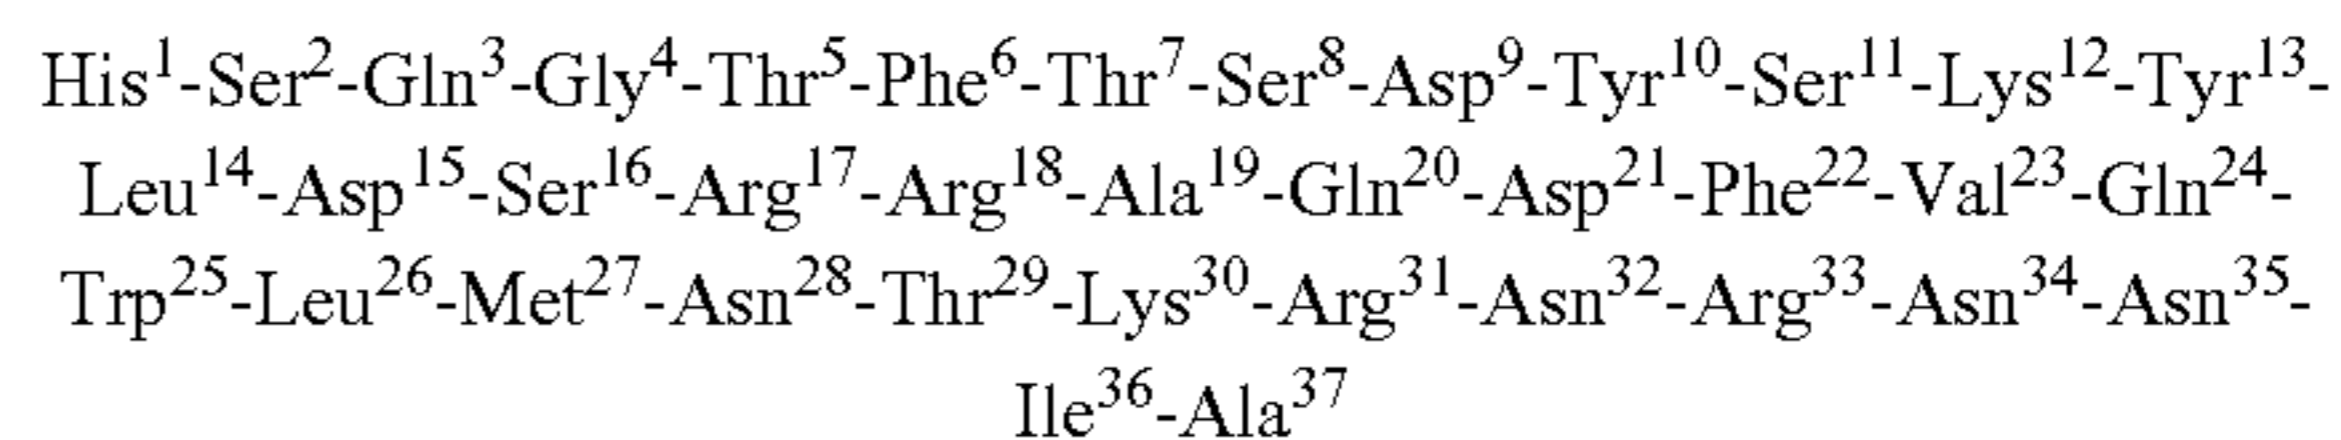 His¹-Ser²-Gln³-Gly⁴-Thr⁵-Phe⁶-Thr⁷-Ser⁸-Asp⁹-Tyr¹⁰-Ser¹¹-Lys¹²-Tyr¹³-
Leu¹⁴-Asp¹⁵-Ser¹⁶-Arg¹⁷-Arg¹⁸-Ala¹⁹-Gln²⁰-Asp²¹-Phe²²-Val²³-Gln²⁴-
Trp²⁵-Leu²⁶-Met²⁷-Asn²⁸-Thr²⁹-Lys³⁰-Arg³¹-Asn³²-Arg³³-Asn³⁴-Asn³⁵-
Ile³⁶-Ala³⁷